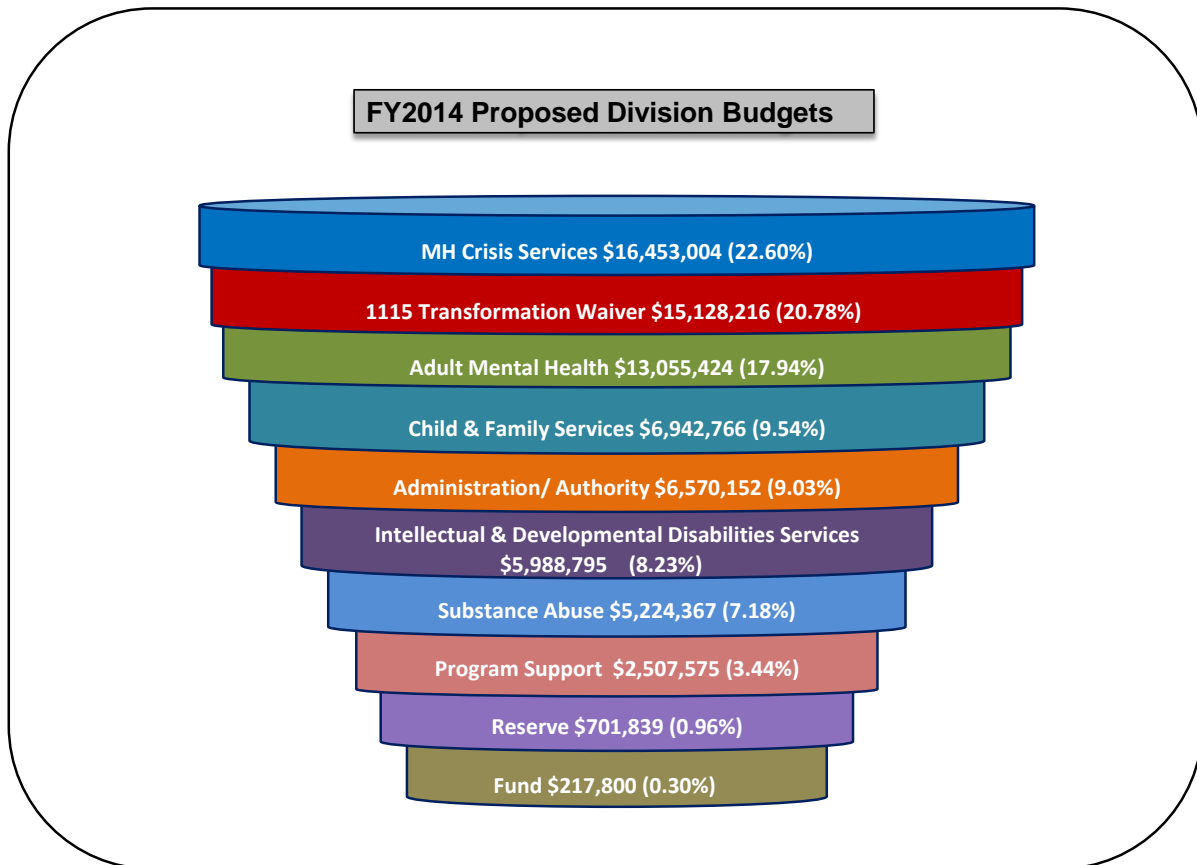 FY2014 Proposed Division Budgets
MH Crisis Services $16,453,004 (22.60%)
1115 Transformation Waiver $15,128,216 (20.78%)
Adult Mental Health $13,055,424 (17.94%)
Child & Family Services $6,942,766 (9.54%)
Administration/ Authority $6,570,152 (9.03%)
Intellectual & Developmental Disabilities Services
$5,988,795 (8.23%)
Substance Abuse $5,224,367 (7.18%)
Program Support $2,507,575 (3.44%)
Reserve $701,839 (0.96%)
Fund $217,800 (0.30%)